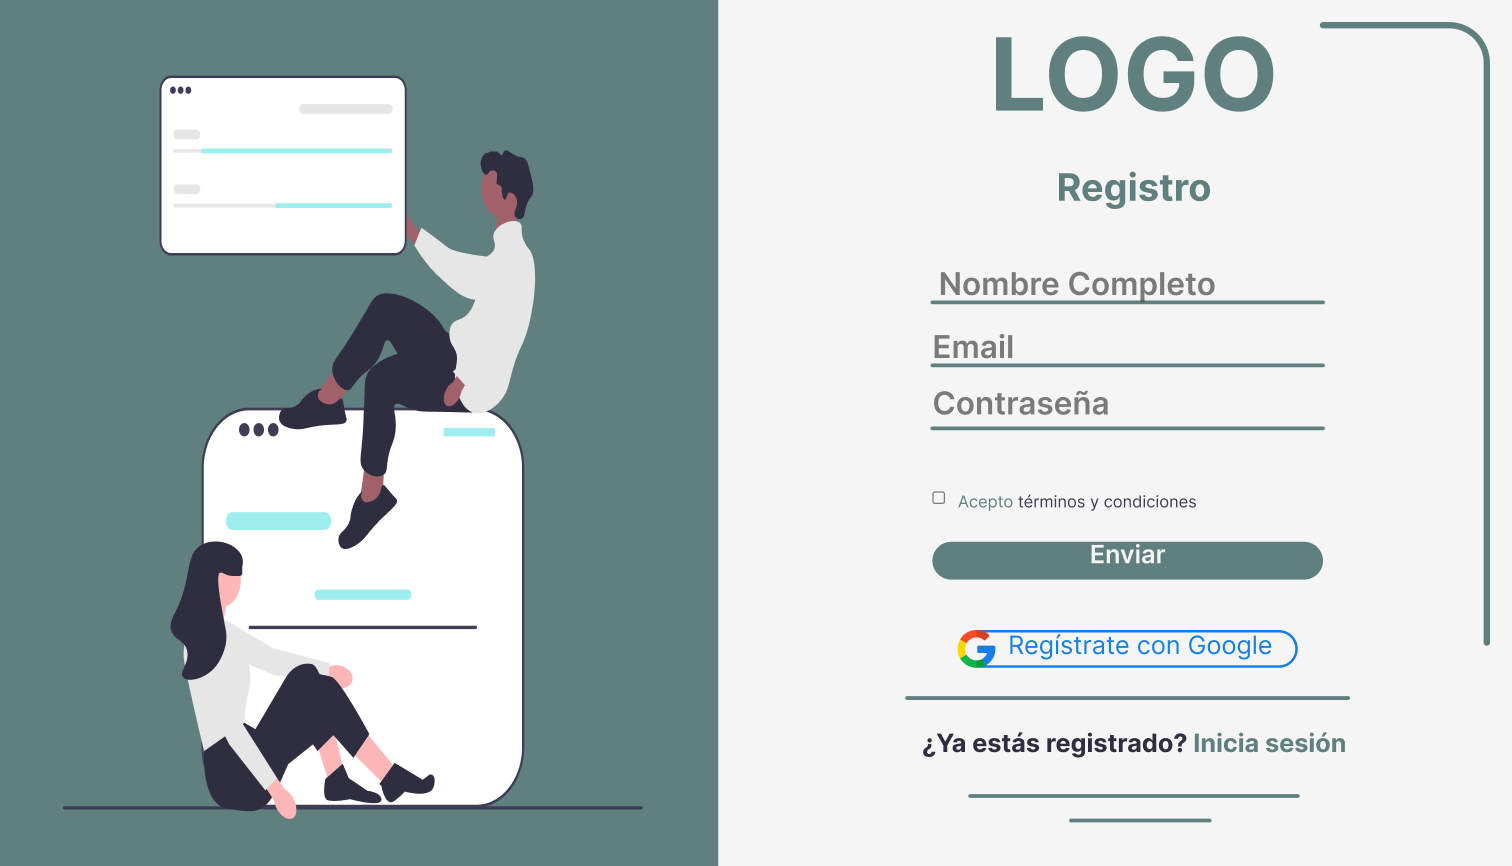 LOGO
Registro
Nombre Completo
Email
Contraseña
Acepto términos y condiciones
Enviar
Regístrate con Google
¿Ya estás registrado? Inicia sesión